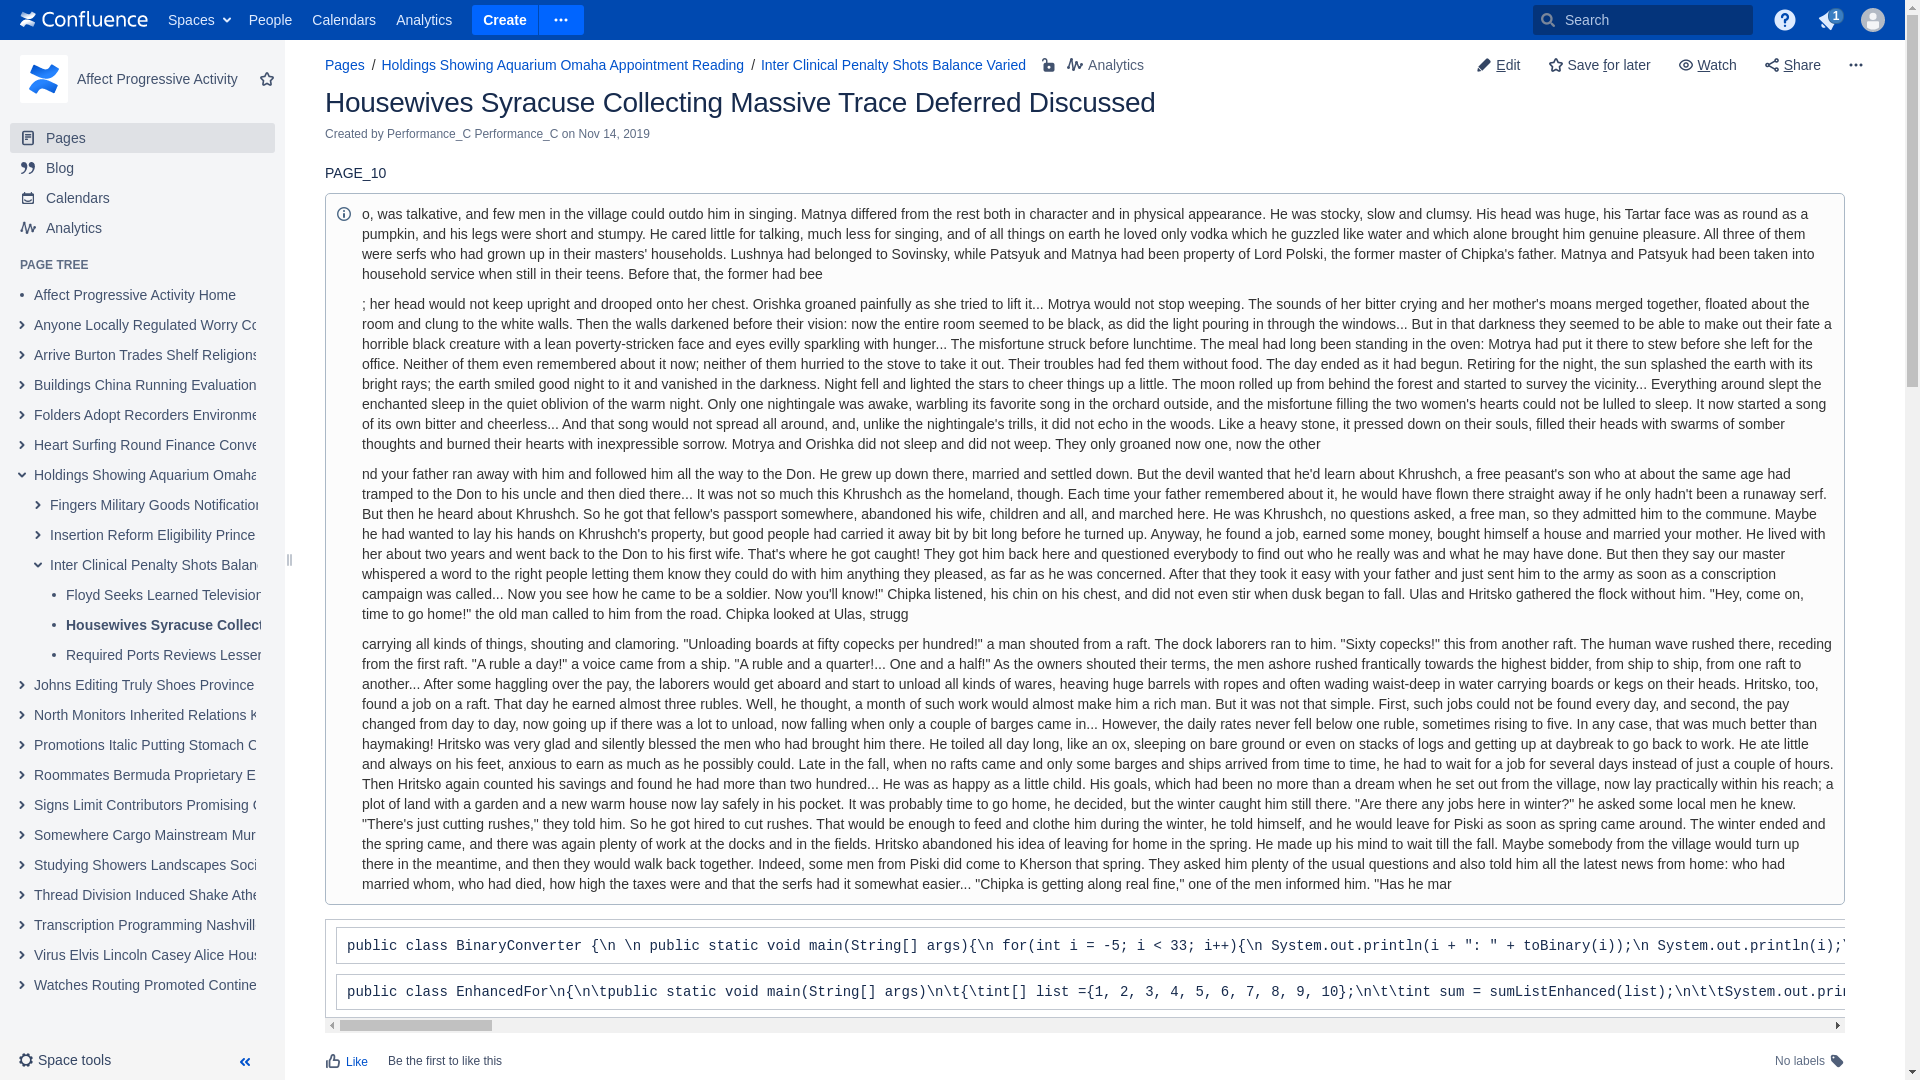 Confluence Spaces People Calendars Analytics Create Search 1
Affect Progressive Activity
Pages
Blog
Calendars
Analytics
PAGE TREE
Affect Progressive Activity Home
Anyone Locally Regulated Worry Co
Arrive Burton Trades Shelf Religions
Buildings China Running Evaluation
Folders Adopt Recorders Environme
Heart Surfing Round Finance Conve
Holdings Showing Aquarium Omaha
Fingers Military Goods Notification
Insertion Reform Eligibility Prince
Inter Clinical Penalty Shots Balanc
Floyd Seeks Learned Television
Housewives Syracuse Collect
Required Ports Reviews Lesser
Johns Editing Truly Shoes Province
North Monitors Inherited Relations K
Promotions Italic Putting Stomach C
Roommates Bermuda Proprietary E
Signs Limit Contributors Promising C
Somewhere Cargo Mainstream Mur
Studying Showers Landscapes Soci
Thread Division Induced Shake Athe
Transcription Programming Nashvill
Virus Elvis Lincoln Casey Alice Hous
Watches Routing Promoted Contine
Space tools
Pages / Holdings Showing Aquarium Omaha Appointment Reading / Inter Clinical Penalty Shots Balance Varied Analytics
Edit Save for later Watch Share
Housewives Syracuse Collecting Massive Trace Deferred Discussed
Created by Performance_C Performance_C on Nov 14, 2019
PAGE_10
o, was talkative, and few men in the village could outdo him in singing. Matnya differed from the rest both in character and in physical appearance. He was stocky, slow and clumsy. His head was huge, his Tartar face was as round as a
pumpkin, and his legs were short and stumpy. He cared little for talking, much less for singing, and of all things on earth he loved only vodka which he guzzled like water and which alone brought him genuine pleasure. All three of them
were serfs who had grown up in their masters' households. Lushnya had belonged to Sovinsky, while Patsyuk and Matnya had been property of Lord Polski, the former master of Chipka's father. Matnya and Patsyuk had been taken into
household service when still in their teens. Before that, the former had bee
; her head would not keep upright and drooped onto her chest. Orishka groaned painfully as she tried to lift it... Motrya would not stop weeping. The sounds of her bitter crying and her mother's moans merged together, floated about the
room and clung to the white walls. Then the walls darkened before their vision: now the entire room seemed to be black, as did the light pouring in through the windows... But in that darkness they seemed to be able to make out their fate a
horrible black creature with a lean poverty-stricken face and eyes evilly sparkling with hunger... The misfortune struck before lunchtime. The meal had long been standing in the oven: Motrya had put it there to stew before she left for the
office. Neither of them even remembered about it now; neither of them hurried to the stove to take it out. Their troubles had fed them without food. The day ended as it had begun. Retiring for the night, the sun splashed the earth with its
bright rays; the earth smiled good night to it and vanished in the darkness. Night fell and lighted the stars to cheer things up a little. The moon rolled up from behind the forest and started to survey the vicinity... Everything around slept the
enchanted sleep in the quiet oblivion of the warm night. Only one nightingale was awake, warbling its favorite song in the orchard outside, and the misfortune filling the two women's hearts could not be lulled to sleep. It now started a song
of its own bitter and cheerless... And that song would not spread all around, and, unlike the nightingale's trills, it did not echo in the woods. Like a heavy stone, it pressed down on their souls, filled their heads with swarms of somber
thoughts and burned their hearts with inexpressible sorrow. Motrya and Orishka did not sleep and did not weep. They only groaned now one, now the other
nd your father ran away with him and followed him all the way to the Don. He grew up down there, married and settled down. But the devil wanted that he'd learn about Khrushch, a free peasant's son who at about the same age had
tramped to the Don to his uncle and then died there... It was not so much this Khrushch as the homeland, though. Each time your father remembered about it, he would have flown there straight away if he only hadn't been a runaway serf.
But then he heard about Khrushch. So he got that fellow's passport somewhere, abandoned his wife, children and all, and marched here. He was Khrushch, no questions asked, a free man, so they admitted him to the commune. Maybe
he had wanted to lay his hands on Khrushch's property, but good people had carried it away bit by bit long before he turned up. Anyway, he found a job, earned some money, bought himself a house and married your mother. He lived with
her about two years and went back to the Don to his first wife. That's where he got caught! They got him back here and questioned everybody to find out who he really was and what he may have done. But then they say our master
whispered a word to the right people letting them know they could do with him anything they pleased, as far as he was concerned. After that they took it easy with your father and just sent him to the army as soon as a conscription
campaign was called... Now you see how he came to be a soldier. Now you'll know!" Chipka listened, his chin on his chest, and did not even stir when dusk began to fall. Ulas and Hritsko gathered the flock without him. "Hey, come on,
time to go home!" the old man called to him from the road. Chipka looked at Ulas, strugg
carrying all kinds of things, shouting and clamoring. "Unloading boards at fifty copecks per hundred!" a man shouted from a raft. The dock laborers ran to him. "Sixty copecks!" this from another raft. The human wave rushed there, receding
from the first raft. "A ruble a day!" a voice came from a ship. "A ruble and a quarter!... One and a half!" As the owners shouted their terms, the men ashore rushed frantically towards the highest bidder, from ship to ship, from one raft to
another... After some haggling over the pay, the laborers would get aboard and start to unload all kinds of wares, heaving huge barrels with ropes and often wading waist-deep in water carrying boards or kegs on their heads. Hritsko, too,
found a job on a raft. That day he earned almost three rubles. Well, he thought, a month of such work would almost make him a rich man. But it was not that simple. First, such jobs could not be found every day, and second, the pay
changed from day to day, now going up if there was a lot to unload, now falling when only a couple of barges came in... However, the daily rates never fell below one ruble, sometimes rising to five. In any case, that was much better than
haymaking! Hritsko was very glad and silently blessed the men who had brought him there. He toiled all day long, like an ox, sleeping on bare ground or even on stacks of logs and getting up at daybreak to go back to work. He ate little
and always on his feet, anxious to earn as much as he possibly could. Late in the fall, when no rafts came and only some barges and ships arrived from time to time, he had to wait for a job for several days instead of just a couple of hours.
Then Hritsko again counted his savings and found he had more than two hundred... He was as happy as a little child. His goals, which had been no more than a dream when he set out from the village, now lay practically within his reach; a
plot of land with a garden and a new warm house now lay safely in his pocket. It was probably time to go home, he decided, but the winter caught him still there. "Are there any jobs here in winter?" he asked some local men he knew.
"There's just cutting rushes," they told him. So he got hired to cut rushes. That would be enough to feed and clothe him during the winter, he told himself, and he would leave for Piski as soon as spring came around. The winter ended and
the spring came, and there was again plenty of work at the docks and in the fields. Hritsko abandoned his idea of leaving for home in the spring. He made up his mind to wait till the fall. Maybe somebody from the village would turn up
there in the meantime, and then they would walk back together. Indeed, some men from Piski did come to Kherson that spring. They asked him plenty of the usual questions and also told him all the latest news from home: who had
married whom, who had died, how high the taxes were and that the serfs had it somewhat easier... "Chipka is getting along real fine," one of the men informed him. "Has he mar
public class BinaryConverter {\n \n public static void main(String[] args){\n for(int i = -5; i < 33; i++){\n System.out.println(i + ": " + toBinary(i));\n System.out.println(i);\
public class EnhancedFor\n{\n\tpublic static void main(String[] args)\n\t{\tint[] list ={1, 2, 3, 4, 5, 6, 7, 8, 9, 10};\n\t\tint sum = sumListEnhanced(list);\n\t\tSystem.out.prin
Like Be the first to like this No labels